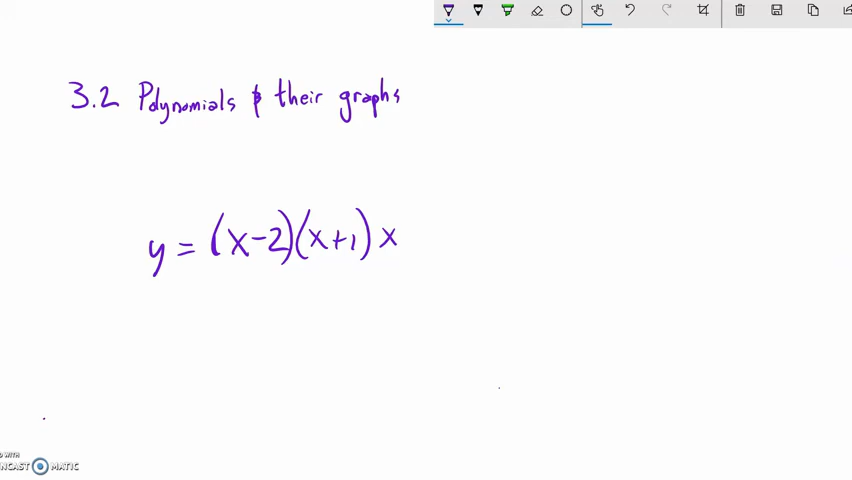 3.2 Polynomials & their graphs
y = (x-2)(x+1)x